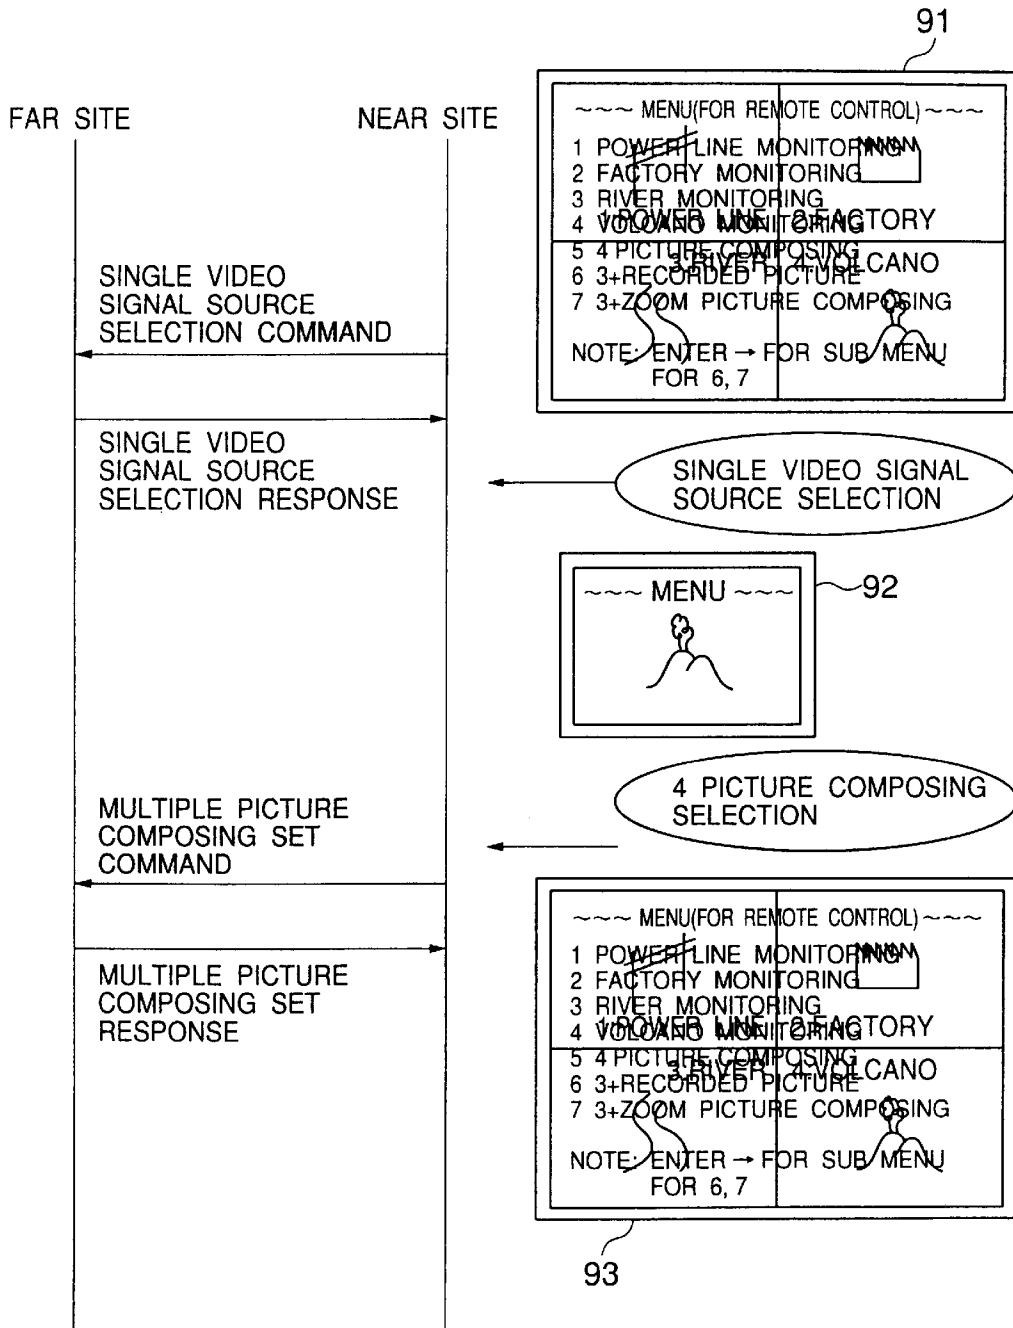 91
FAR SITE
NEAR SITE
~~~ MENU(FOR REMOTE CONTROL)~~~
1 POWER LINE MONITORING
2 FACTORY MONITORING
3 RIVER MONITORING
4 VOLCANO MONITORING
1.POWER LINE
2.FACTORY
5 4 PICTURE COMPOSING
3.RIVER
4.VOLCANO
6 3+RECORDED PICTURE
7 3+ZOOM PICTURE COMPOSING
NOTE: ENTER → FOR SUB MENU
FOR 6, 7
SINGLE VIDEO
SIGNAL SOURCE
SELECTION COMMAND
SINGLE VIDEO
SIGNAL SOURCE
SELECTION RESPONSE
SINGLE VIDEO SIGNAL
SOURCE SELECTION
~~~ MENU ~~~
92
4 PICTURE COMPOSING
SELECTION
MULTIPLE PICTURE
COMPOSING SET
COMMAND
~~~ MENU(FOR REMOTE CONTROL)~~~
1 POWER LINE MONITORING
2 FACTORY MONITORING
3 RIVER MONITORING
4 VOLCANO MONITORING
1.POWER LINE
2.FACTORY
5 4 PICTURE COMPOSING
3.RIVER
4.VOLCANO
6 3+RECORDED PICTURE
7 3+ZOOM PICTURE COMPOSING
NOTE: ENTER → FOR SUB MENU
FOR 6, 7
MULTIPLE PICTURE
COMPOSING SET
RESPONSE
93